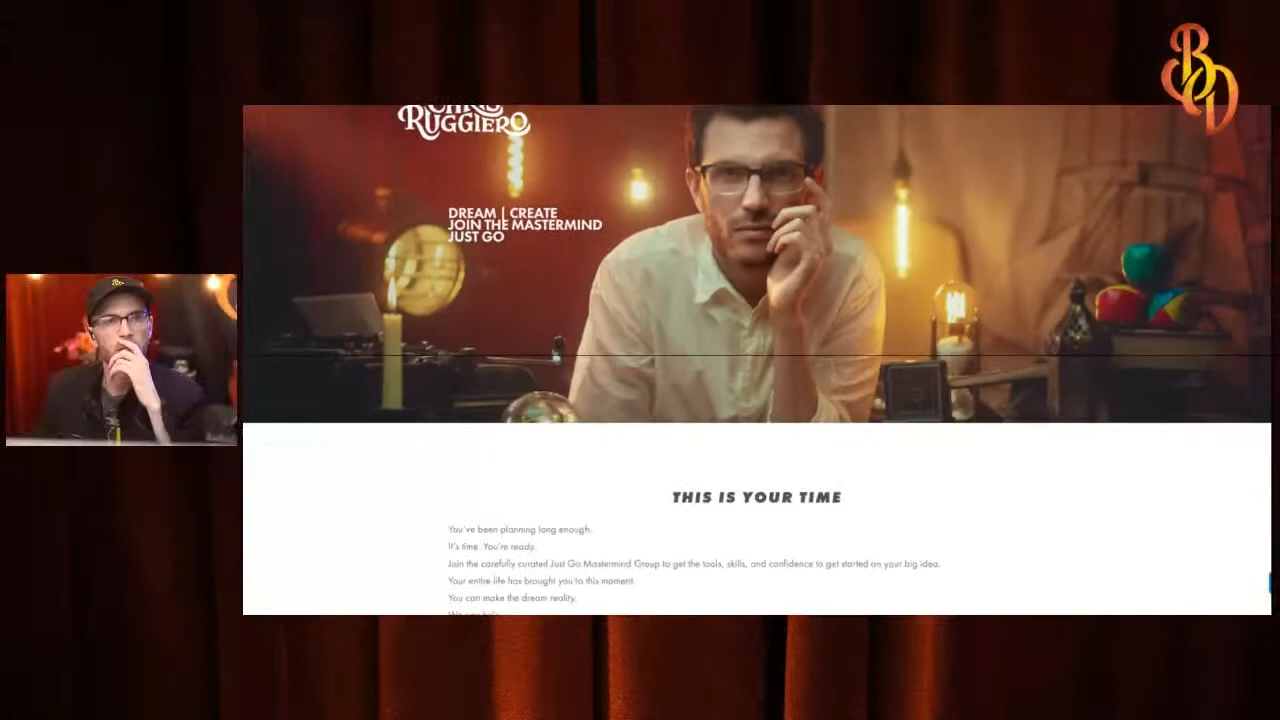 BCD
RUGGIERO
DREAM | CREATE
JOIN THE MASTERMIND
JUST GO
THIS IS YOUR TIME
You've been planning long enough.
It's time. You're ready.
Join the carefully curated Just Go Mastermind Group to get the tools, skills, and confidence to get started on your big idea.
Your entire life has brought you to this moment.
You can make the dream reality.